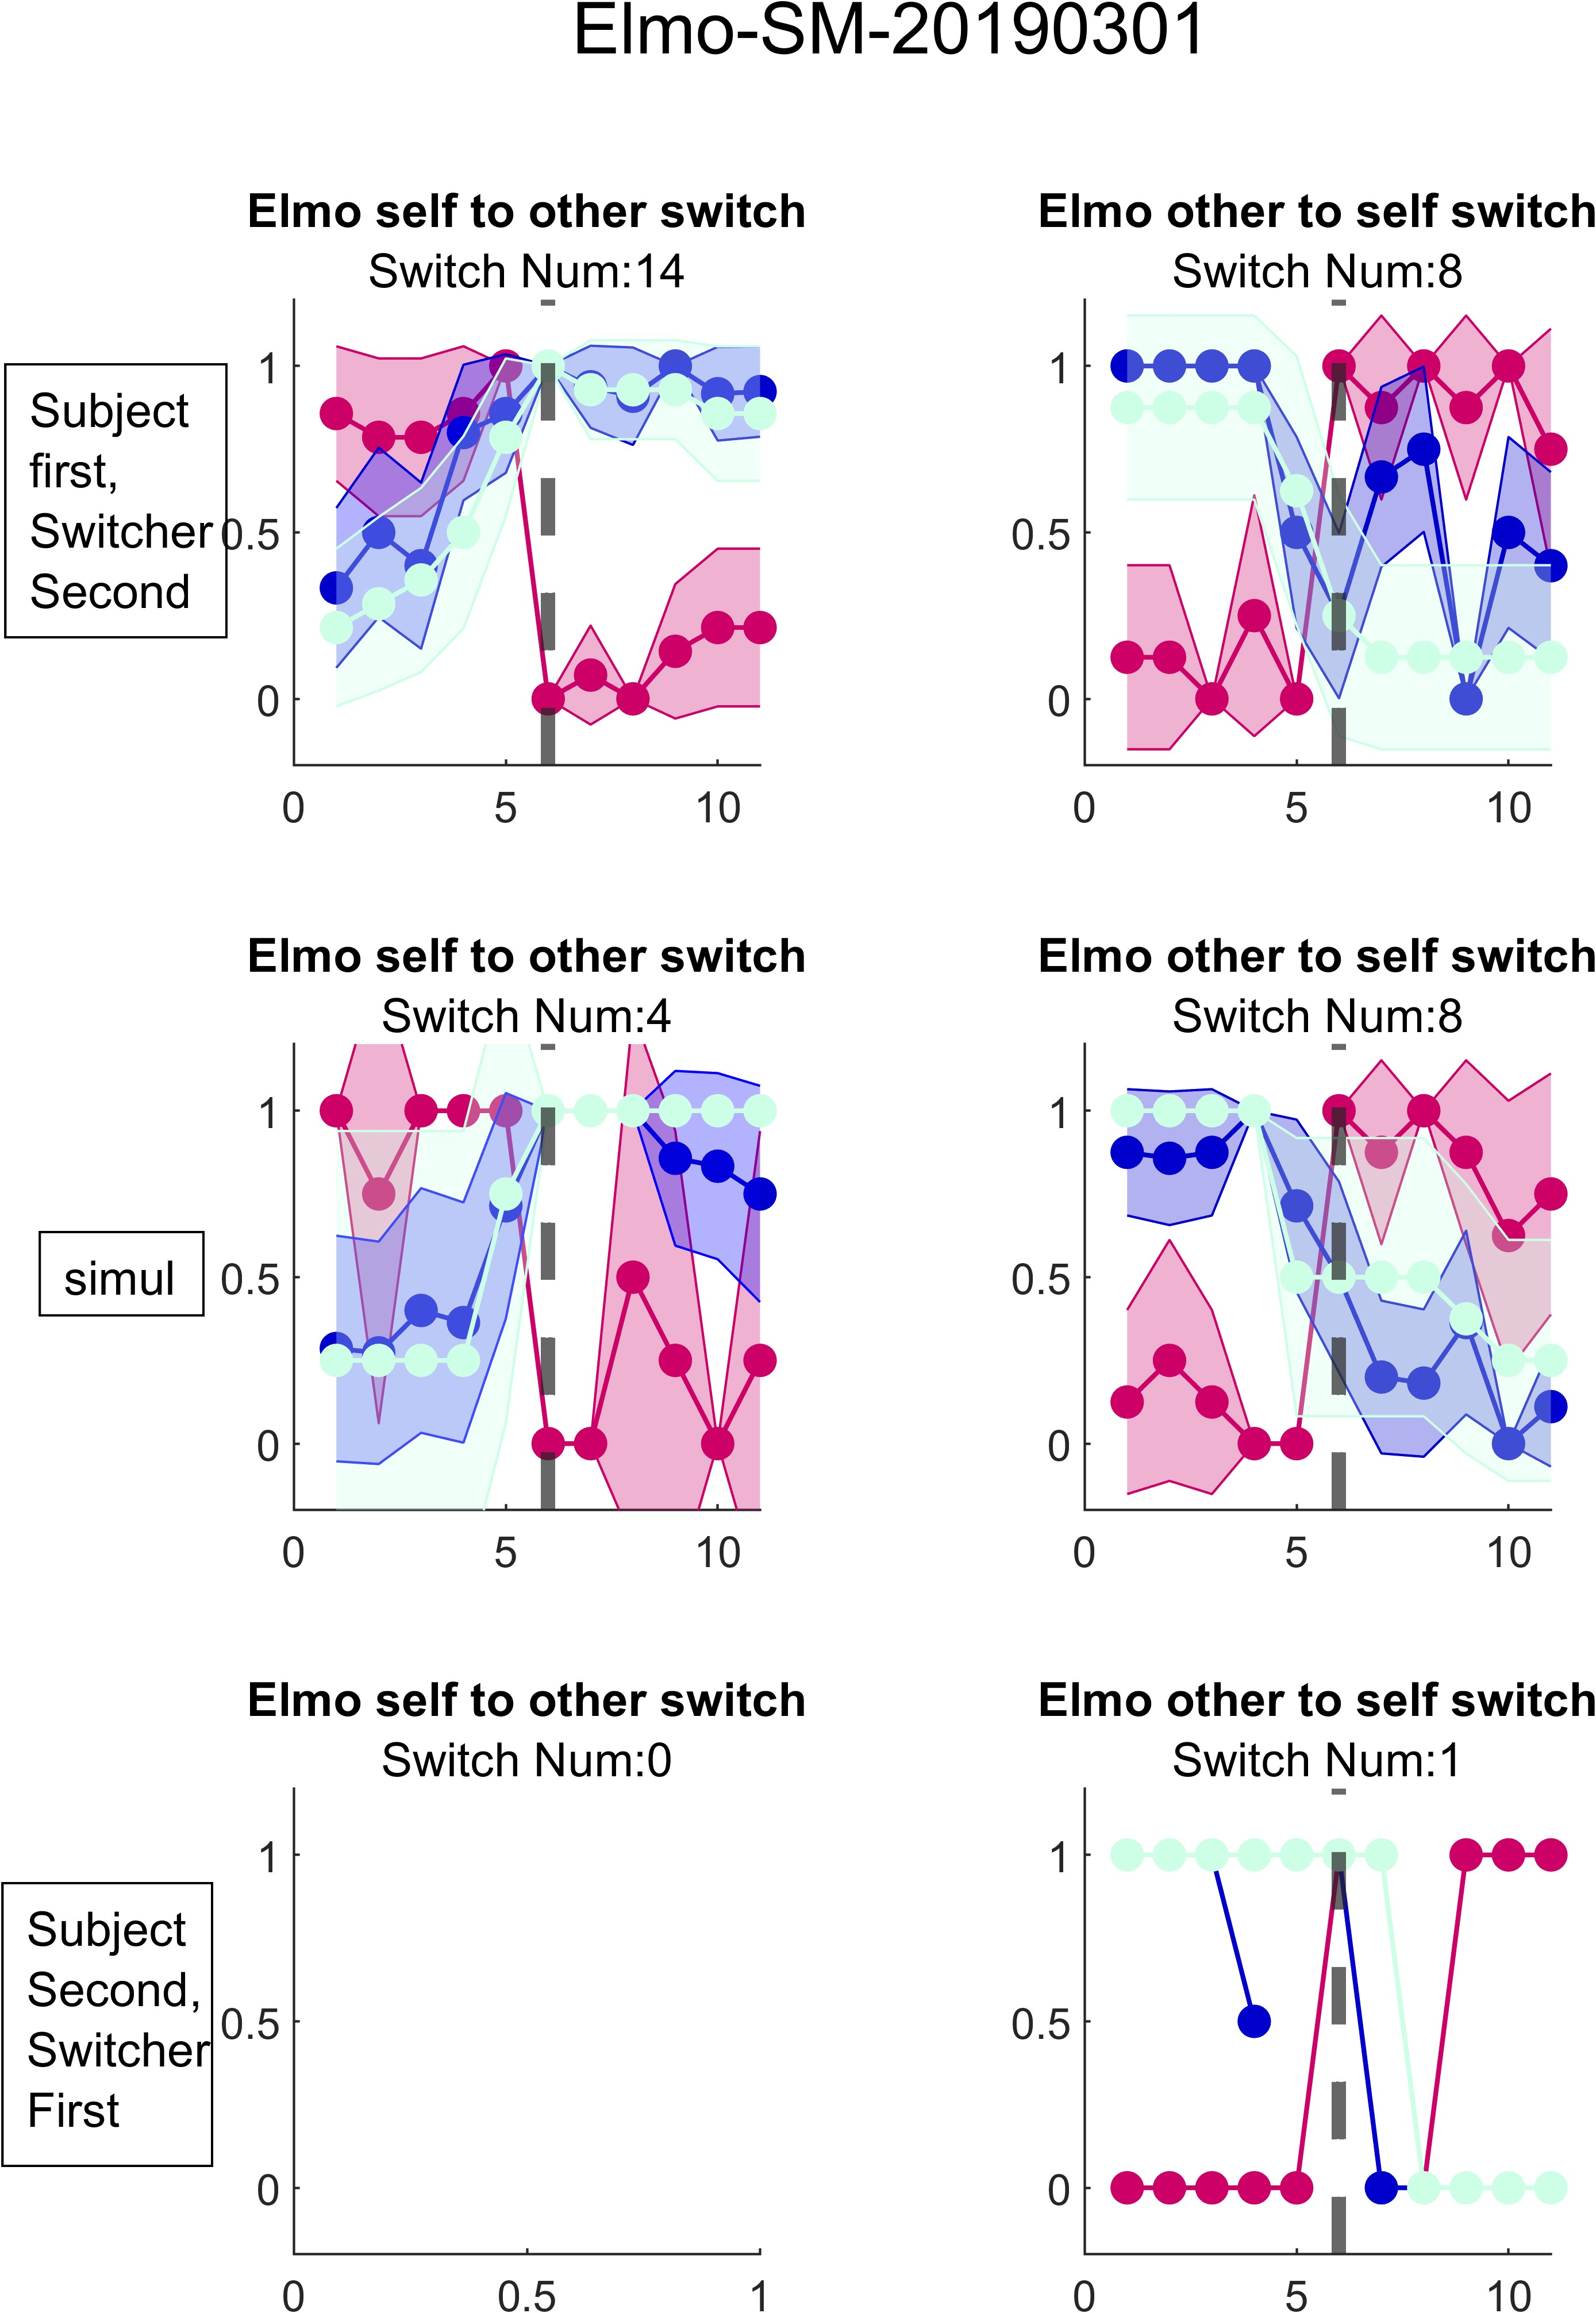 Elmo-SM-20190301
Elmo self to other switch
Switch Num:14
Elmo other to self switch
Switch Num:8
Subject
first,
Switcher
Second
1
0.5
0
0 5 10
1
0.5
0
0 5 10
Elmo self to other switch
Switch Num:4
Elmo other to self switch
Switch Num:8
simul
1
0.5
0
0 5 10
1
0.5
0
0 5 10
Elmo self to other switch
Switch Num:0
Elmo other to self switch
Switch Num:1
Subject
Second,
Switcher
First
1
0.5
0
0 0.5 1
1
0.5
0
0 5 10